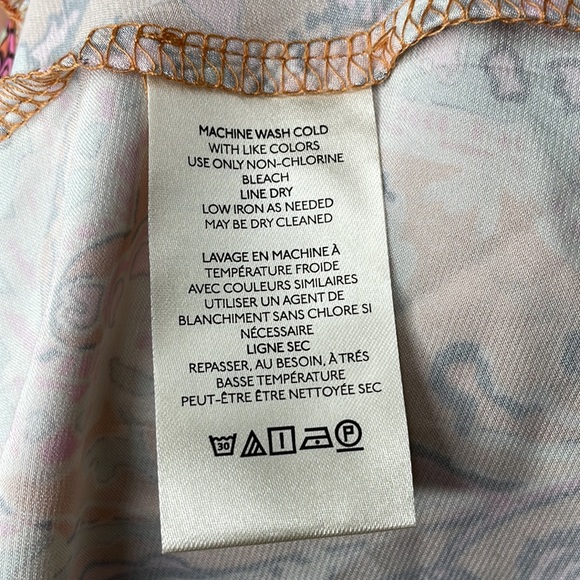 MACHINE WASH COLD
WITH LIKE COLORS
USE ONLY NON-CHLORINE
BLEACH
LINE DRY
LOW IRON AS NEEDED
MAY BE DRY CLEANED
LAVAGE EN MACHINE À
TEMPÉRATURE FROIDE
AVEC COULEURS SIMILAIRES
UTILISER UN AGENT DE
BLANCHIMENT SANS CHLORE SI
NÉCESSAIRE
LIGNE SEC
REPASSER, AU BESOIN, À TRÉS
BASSE TEMPÉRATURE
PEUT-ÊTRE ÊTRE NETTOYÉE SEC
30 P